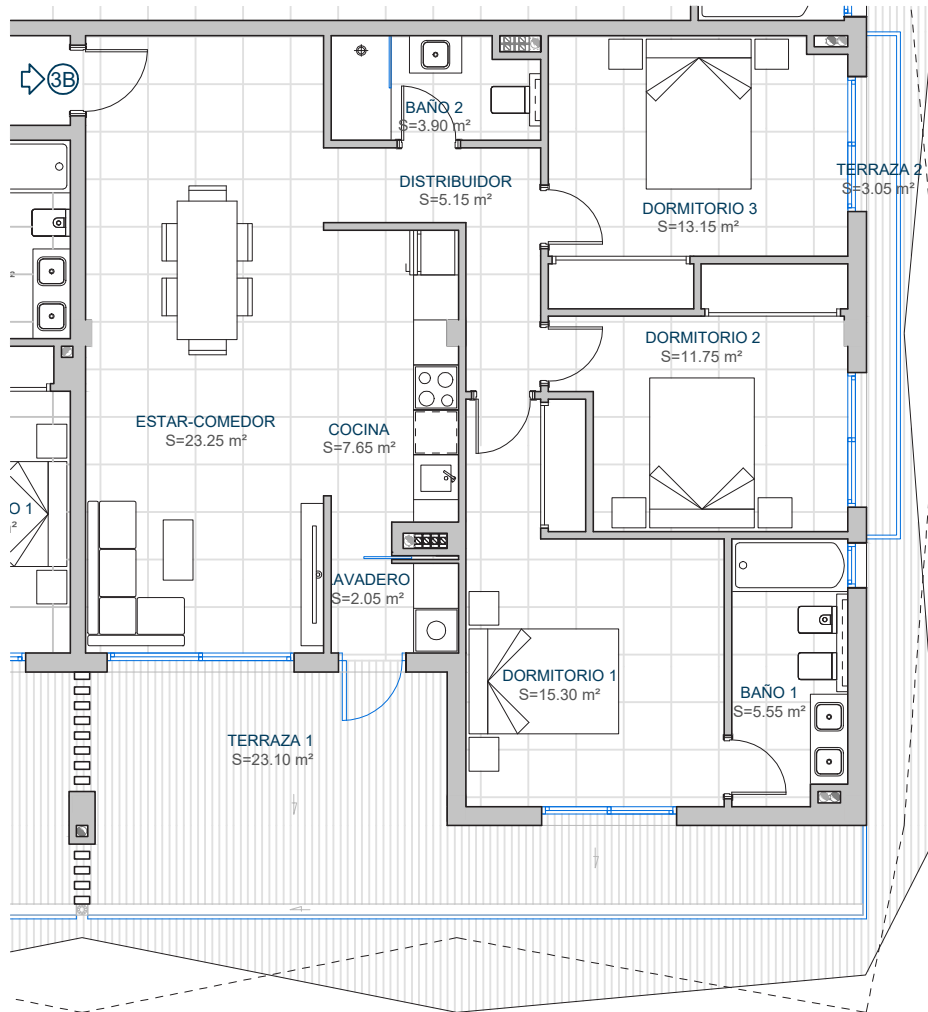 3B
BAÑO 2
S=3.90 m²
DISTRIBUIDOR
S=5.15 m²
DORMITORIO 3
S=13.15 m²
TERRAZA 2
S=3.05 m²
DORMITORIO 2
S=11.75 m²
ESTAR-COMEDOR
S=23.25 m²
COCINA
S=7.65 m²
O 1
AVADERO
S=2.05 m²
DORMITORIO 1
S=15.30 m²
BAÑO 1
S=5.55 m²
TERRAZA 1
S=23.10 m²